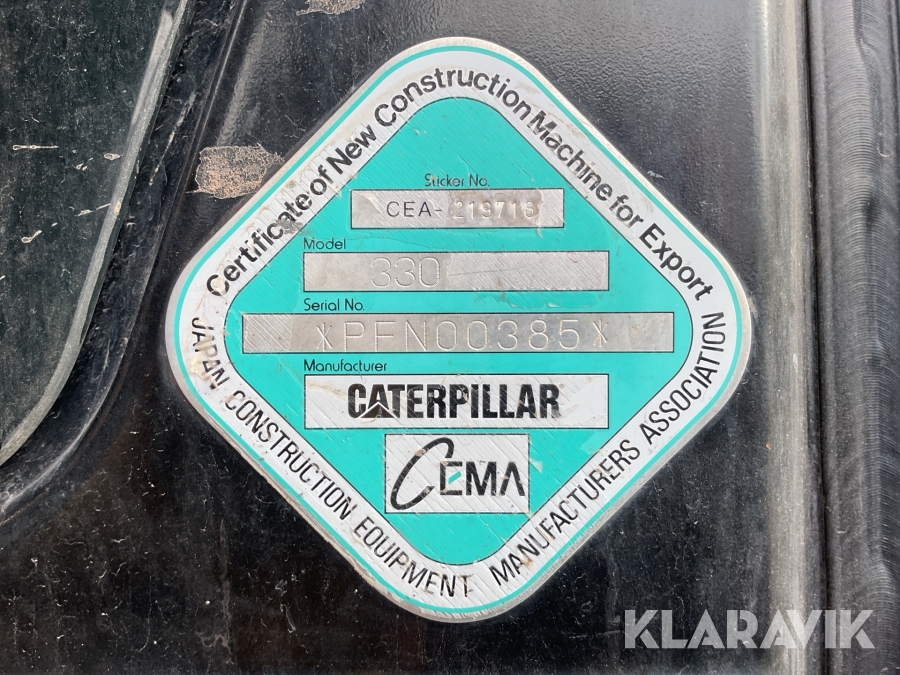 Certificate of New Construction Machine for Export
Sticker No.
CEA-219716
Model
330
Serial No.
*PFN00385*
Manufacturer
CATERPILLAR
CEMA
JAPAN CONSTRUCTION EQUIPMENT MANUFACTURERS ASSOCIATION
KLARAVIK